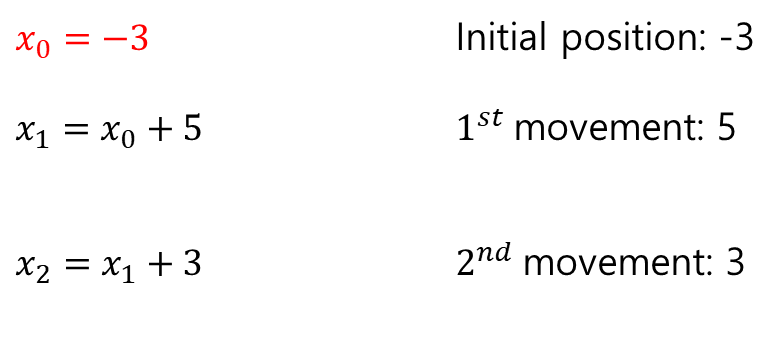 x₀ = −3 Initial position: -3
x₁ = x₀ + 5 1ˢᵗ movement: 5
x₂ = x₁ + 3 2ⁿᵈ movement: 3